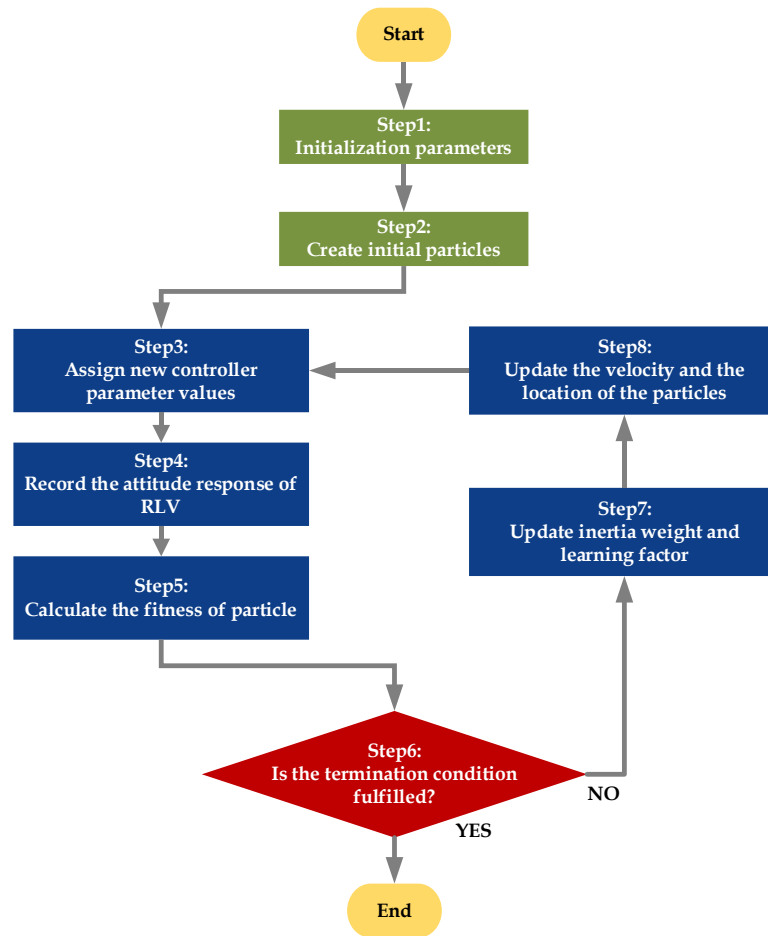 Start
Step1:
Initialization parameters
Step2:
Create initial particles
Step3:
Assign new controller
parameter values
Step4:
Record the attitude response of
RLV
Step5:
Calculate the fitness of particle
Step6:
Is the termination condition
fulfilled?
NO
YES
Step7:
Update inertia weight and
learning factor
Step8:
Update the velocity and the
location of the particles
End